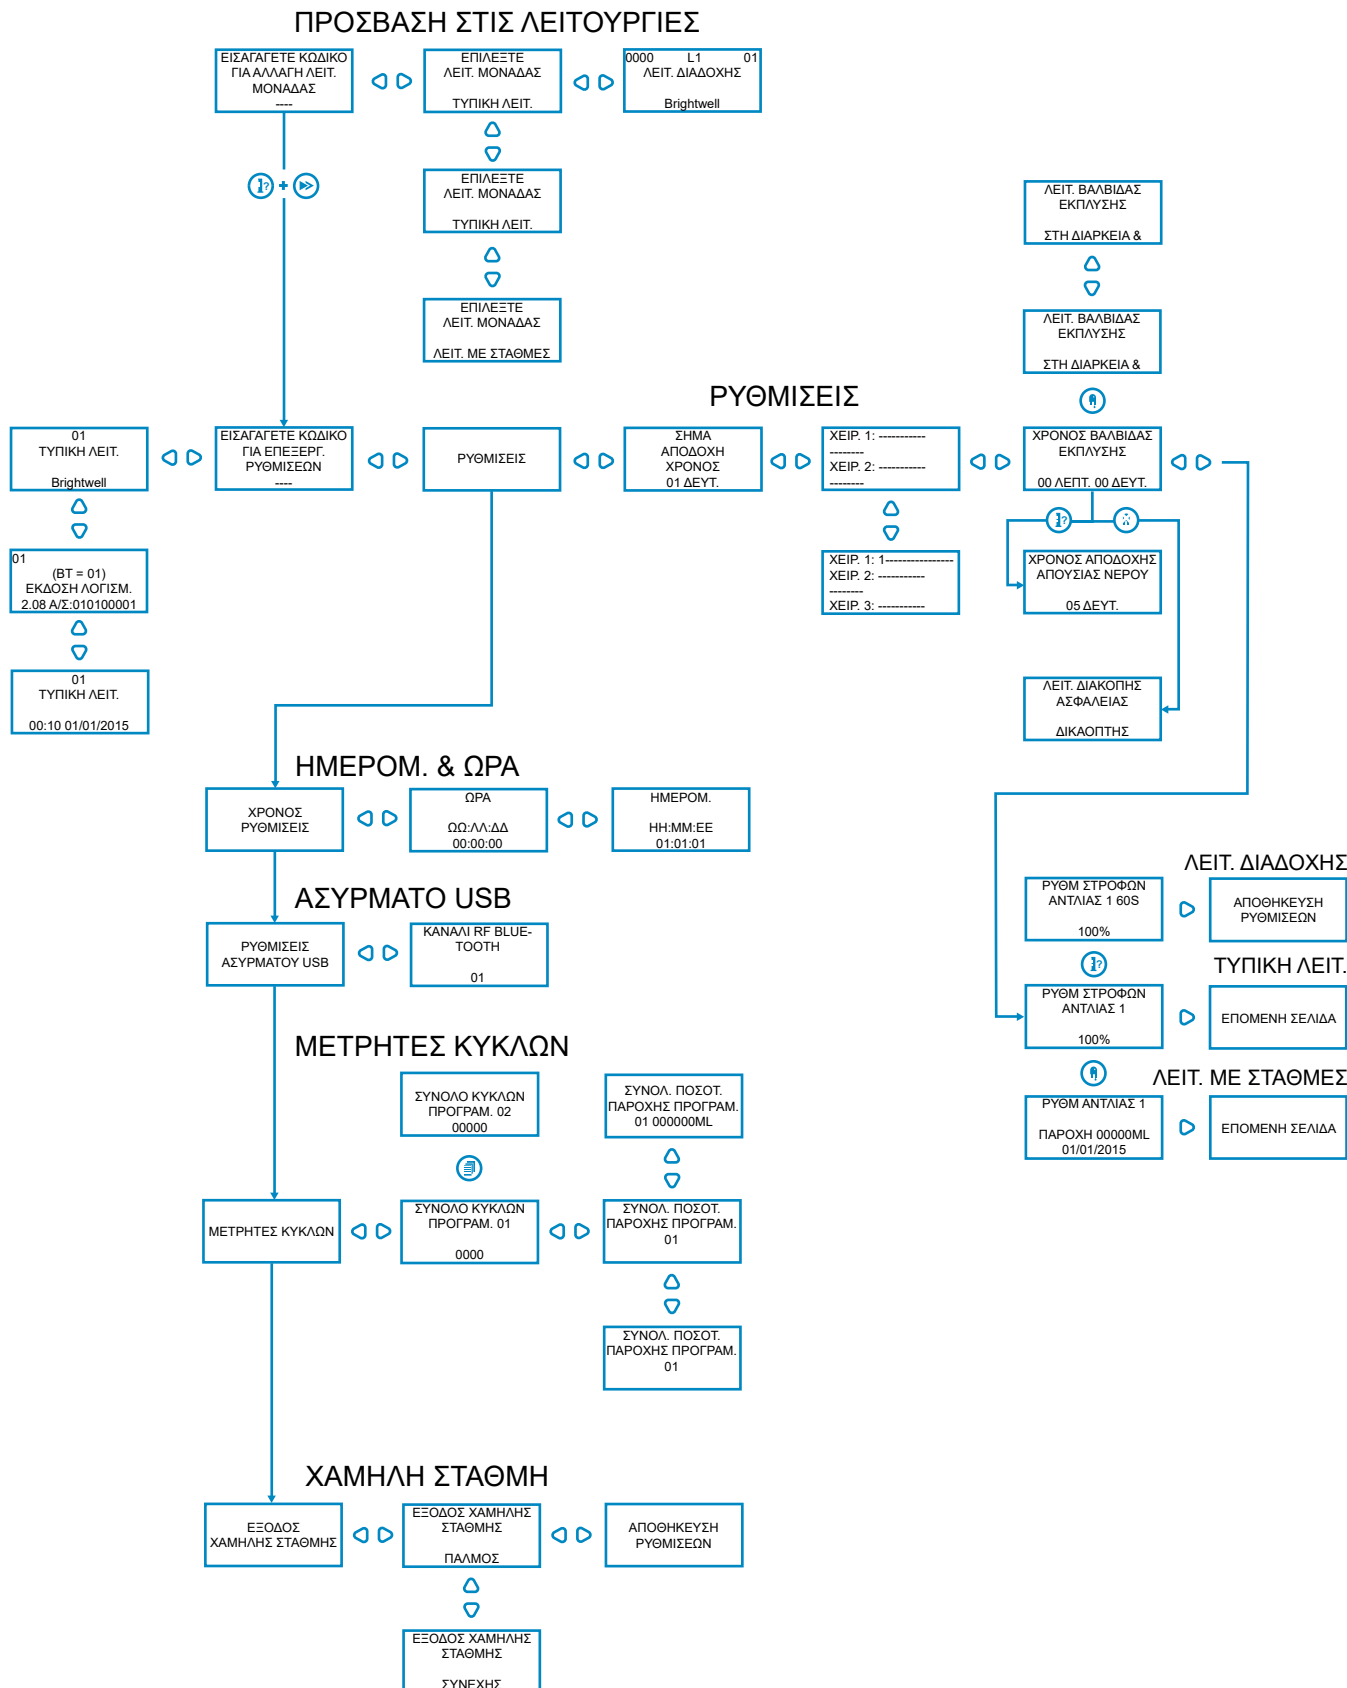 ΠΡΟΣΒΑΣΗ ΣΤΙΣ ΛΕΙΤΟΥΡΓΙΕΣ
ΕΙΣΑΓΑΓΕΤΕ ΚΩΔΙΚΟ
ΓΙΑ ΑΛΛΑΓΗ ΛΕΙΤ.
ΜΟΝΑΔΑΣ
----
ΕΠΙΛΕΞΤΕ
ΛΕΙΤ. ΜΟΝΑΔΑΣ
ΤΥΠΙΚΗ ΛΕΙΤ.
0000 L1 01
ΛΕΙΤ. ΔΙΑΔΟΧΗΣ
Brightwell
ΕΠΙΛΕΞΤΕ
ΛΕΙΤ. ΜΟΝΑΔΑΣ
ΤΥΠΙΚΗ ΛΕΙΤ.
ΕΠΙΛΕΞΤΕ
ΛΕΙΤ. ΜΟΝΑΔΑΣ
ΛΕΙΤ. ΜΕ ΣΤΑΘΜΕΣ
ΛΕΙΤ. ΒΑΛΒΙΔΑΣ
ΕΚΠΛΥΣΗΣ
ΣΤΗ ΔΙΑΡΚΕΙΑ &
ΛΕΙΤ. ΒΑΛΒΙΔΑΣ
ΕΚΠΛΥΣΗΣ
ΣΤΗ ΔΙΑΡΚΕΙΑ &
ΡΥΘΜΙΣΕΙΣ
01
ΤΥΠΙΚΗ ΛΕΙΤ.
Brightwell
ΕΙΣΑΓΑΓΕΤΕ ΚΩΔΙΚΟ
ΓΙΑ ΕΠΕΞΕΡΓ.
ΡΥΘΜΙΣΕΩΝ
----
ΡΥΘΜΙΣΕΙΣ
ΣΗΜΑ
ΑΠΟΔΟΧΗ
ΧΡΟΝΟΣ
01 ΔΕΥΤ.
ΧΕΙΡ. 1: -----------
--------
ΧΕΙΡ. 2: -----------
--------
ΧΡΟΝΟΣ ΒΑΛΒΙΔΑΣ
ΕΚΠΛΥΣΗΣ
00 ΛΕΠΤ. 00 ΔΕΥΤ.
01
(BT = 01)
ΕΚΔΟΣΗ ΛΟΓΙΣΜ.
2.08 Α/Σ:010100001
ΧΕΙΡ. 1: 1----------------
ΧΕΙΡ. 2: -----------
--------
ΧΕΙΡ. 3: -----------
ΧΡΟΝΟΣ ΑΠΟΔΟΧΗΣ
ΑΠΟΥΣΙΑΣ ΝΕΡΟΥ
05 ΔΕΥΤ.
01
ΤΥΠΙΚΗ ΛΕΙΤ.
00:10 01/01/2015
ΛΕΙΤ. ΔΙΑΚΟΠΗΣ
ΑΣΦΑΛΕΙΑΣ
ΔΙΚΑΟΠΤΗΣ
ΗΜΕΡΟΜ. & ΩΡΑ
ΧΡΟΝΟΣ
ΡΥΘΜΙΣΕΙΣ
ΩΡΑ
ΩΩ:ΛΛ:ΔΔ
00:00:00
ΗΜΕΡΟΜ.
ΗΗ:ΜΜ:ΕΕ
01:01:01
ΑΣΥΡΜΑΤΟ USB
ΡΥΘΜΙΣΕΙΣ
ΑΣΥΡΜΑΤΟΥ USB
ΚΑΝΑΛΙ RF BLUE-
TOOTH
01
ΛΕΙΤ. ΔΙΑΔΟΧΗΣ
ΡΥΘΜ ΣΤΡΟΦΩΝ
ΑΝΤΛΙΑΣ 1 60S
100%
ΑΠΟΘΗΚΕΥΣΗ
ΡΥΘΜΙΣΕΩΝ
ΤΥΠΙΚΗ ΛΕΙΤ.
ΡΥΘΜ ΣΤΡΟΦΩΝ
ΑΝΤΛΙΑΣ 1
100%
ΕΠΟΜΕΝΗ ΣΕΛΙΔΑ
ΛΕΙΤ. ΜΕ ΣΤΑΘΜΕΣ
ΡΥΘΜ ΑΝΤΛΙΑΣ 1
ΠΑΡΟΧΗ 00000ML
01/01/2015
ΕΠΟΜΕΝΗ ΣΕΛΙΔΑ
ΜΕΤΡΗΤΕΣ ΚΥΚΛΩΝ
ΣΥΝΟΛΟ ΚΥΚΛΩΝ
ΠΡΟΓΡΑΜ. 02
00000
ΣΥΝΟΛ. ΠΟΣΟΤ.
ΠΑΡΟΧΗΣ ΠΡΟΓΡΑΜ.
01 000000ML
ΜΕΤΡΗΤΕΣ ΚΥΚΛΩΝ
ΣΥΝΟΛΟ ΚΥΚΛΩΝ
ΠΡΟΓΡΑΜ. 01
0000
ΣΥΝΟΛ. ΠΟΣΟΤ.
ΠΑΡΟΧΗΣ ΠΡΟΓΡΑΜ.
01
ΣΥΝΟΛ. ΠΟΣΟΤ.
ΠΑΡΟΧΗΣ ΠΡΟΓΡΑΜ.
01
ΧΑΜΗΛΗ ΣΤΑΘΜΗ
ΕΞΟΔΟΣ
ΧΑΜΗΛΗΣ ΣΤΑΘΜΗΣ
ΕΞΟΔΟΣ ΧΑΜΗΛΗΣ
ΣΤΑΘΜΗΣ
ΠΑΛΜΟΣ
ΑΠΟΘΗΚΕΥΣΗ
ΡΥΘΜΙΣΕΩΝ
ΕΞΟΔΟΣ ΧΑΜΗΛΗΣ
ΣΤΑΘΜΗΣ
ΣΥΝΕΧΗΣ